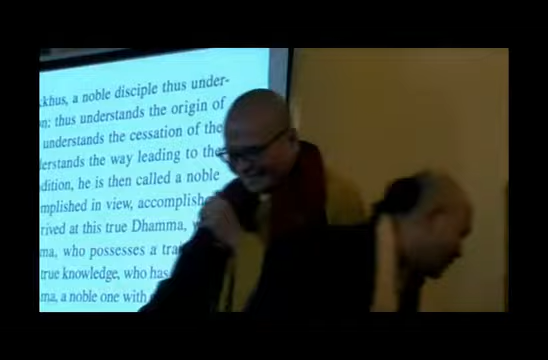 khus, a noble disciple thus under-
n; thus understands the origin of
understands the cessation of the
erstands the way leading to the
dition, he is then called a noble
mplished in view, accomplish
rived at this true Dhamma,
ma, who possesses a tra
true knowledge, who has
ma, a noble one with